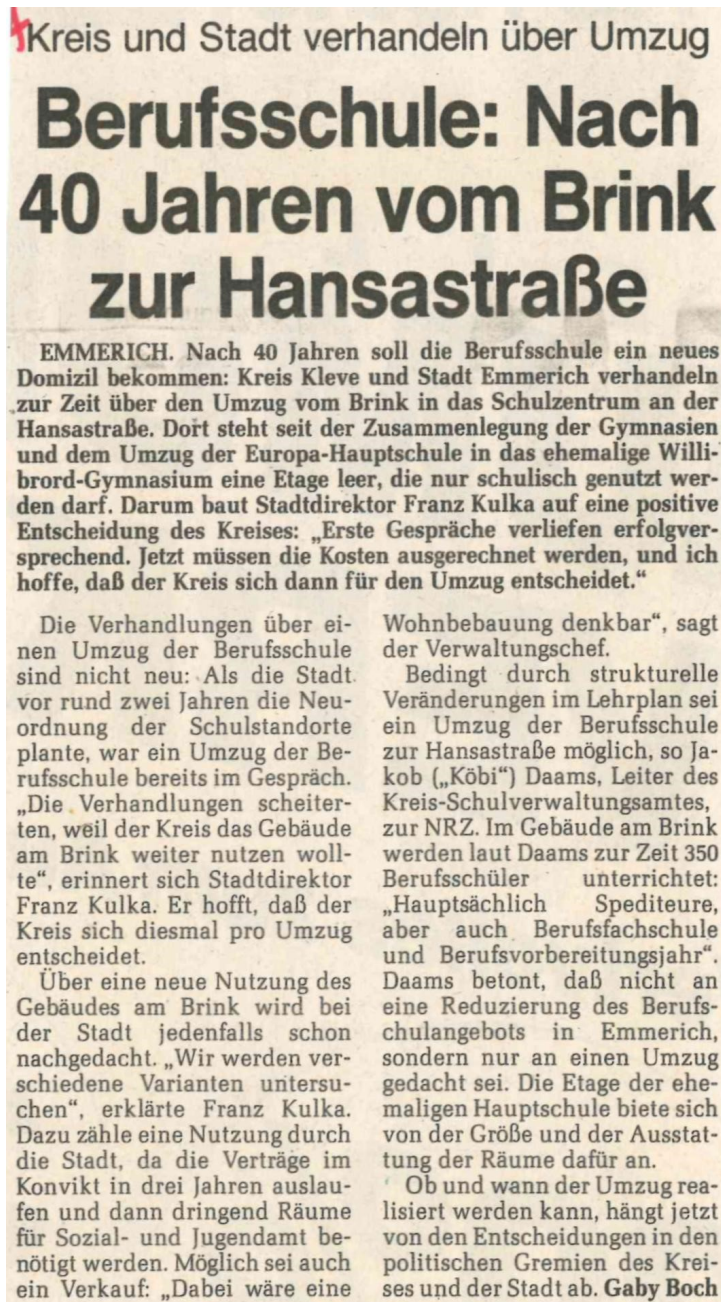 Kreis und Stadt verhandeln über Umzug
Berufsschule: Nach
40 Jahren vom Brink
zur Hansastraße
EMMERICH. Nach 40 Jahren soll die Berufsschule ein neues
Domizil bekommen: Kreis Kleve und Stadt Emmerich verhandeln
zur Zeit über den Umzug vom Brink in das Schulzentrum an der
Hansastraße. Dort steht seit der Zusammenlegung der Gymnasien
und dem Umzug der Europa-Hauptschule in das ehemalige Willi-
brord-Gymnasium eine Etage leer, die nur schulisch genutzt wer-
den darf. Darum baut Stadtdirektor Franz Kulka auf eine positive
Entscheidung des Kreises: „Erste Gespräche verliefen erfolgver-
sprechend. Jetzt müssen die Kosten ausgerechnet werden, und ich
hoffe, daß der Kreis sich dann für den Umzug entscheidet.“
Die Verhandlungen über ei-
nen Umzug der Berufsschule
sind nicht neu: Als die Stadt
vor rund zwei Jahren die Neu-
ordnung der Schulstandorte
plante, war ein Umzug der Be-
rufsschule bereits im Gespräch.
„Die Verhandlungen scheiter-
ten, weil der Kreis das Gebäude
am Brink weiter nutzen woll-
te“, erinnert sich Stadtdirektor
Franz Kulka. Er hofft, daß der
Kreis sich diesmal pro Umzug
entscheidet.
Über eine neue Nutzung des
Gebäudes am Brink wird bei
der Stadt jedenfalls schon
nachgedacht. „Wir werden ver-
schiedene Varianten untersu-
chen“, erklärte Franz Kulka.
Dazu zähle eine Nutzung durch
die Stadt, da die Verträge im
Konvikt in drei Jahren auslau-
fen und dann dringend Räume
für Sozial- und Jugendamt be-
nötigt werden. Möglich sei auch
ein Verkauf: „Dabei wäre eine
Wohnbebauung denkbar“, sagt
der Verwaltungschef.
Bedingt durch strukturelle
Veränderungen im Lehrplan sei
ein Umzug der Berufsschule
zur Hansastraße möglich, so Ja-
kob („Köbi“) Daams, Leiter des
Kreis-Schulverwaltungsamtes,
zur NRZ. Im Gebäude am Brink
werden laut Daams zur Zeit 350
Berufsschüler unterrichtet:
„Hauptsächlich Spediteure,
aber auch Berufsfachschule
und Berufsvorbereitungsjahr“.
Daams betont, daß nicht an
eine Reduzierung des Berufs-
chulangebots in Emmerich,
sondern nur an einen Umzug
gedacht sei. Die Etage der ehe-
maligen Hauptschule biete sich
von der Größe und der Ausstat-
tung der Räume dafür an.
Ob und wann der Umzug rea-
lisiert werden kann, hängt jetzt
von den Entscheidungen in den
politischen Gremien des Krei-
ses und der Stadt ab. Gaby Boch